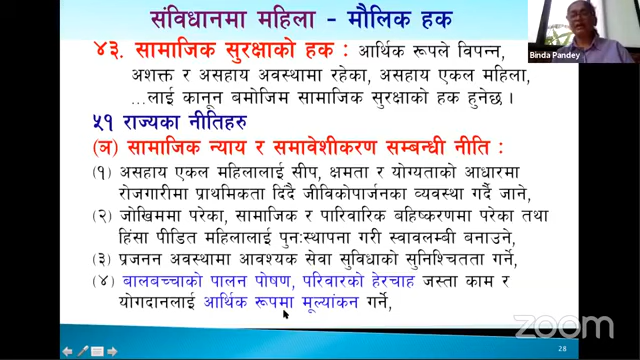 संविधानमा महिला - मौलिक हक
४३. सामाजिक सुरक्षाको हक : आर्थिक रूपले विपन्न,
अशक्त र असहाय अवस्थामा रहेका, असहाय एकल महिला,
...लाई कानून बमोजिम सामाजिक सुरक्षाको हक हुनेछ ।
५१ राज्यका नीतिहरु
(ञ) सामाजिक न्याय र समावेशीकरण सम्बन्धी नीति :
(१) असहाय एकल महिलालाई सीप, क्षमता र योग्यताको आधारमा
रोजगारीमा प्राथमिकता दिंदै जीविकोपार्जनका व्यवस्था गर्दै जाने,
(२) जोखिममा परेका, सामाजिक र पारिवारिक बहिष्करणमा परेका तथा
हिंसा पीडित महिलालाई पुनःस्थापना गरी स्वावलम्बी बनाउने,
(३) प्रजनन अवस्थामा आवश्यक सेवा सुविधाको सुनिश्चितता गर्ने,
(४) बालबच्चाको पालन पोषण, परिवारको हेरचाह जस्ता काम र
योगदानलाई आर्थिक रूपमा मूल्यांकन गर्ने,
Binda Pandey
zoom
28